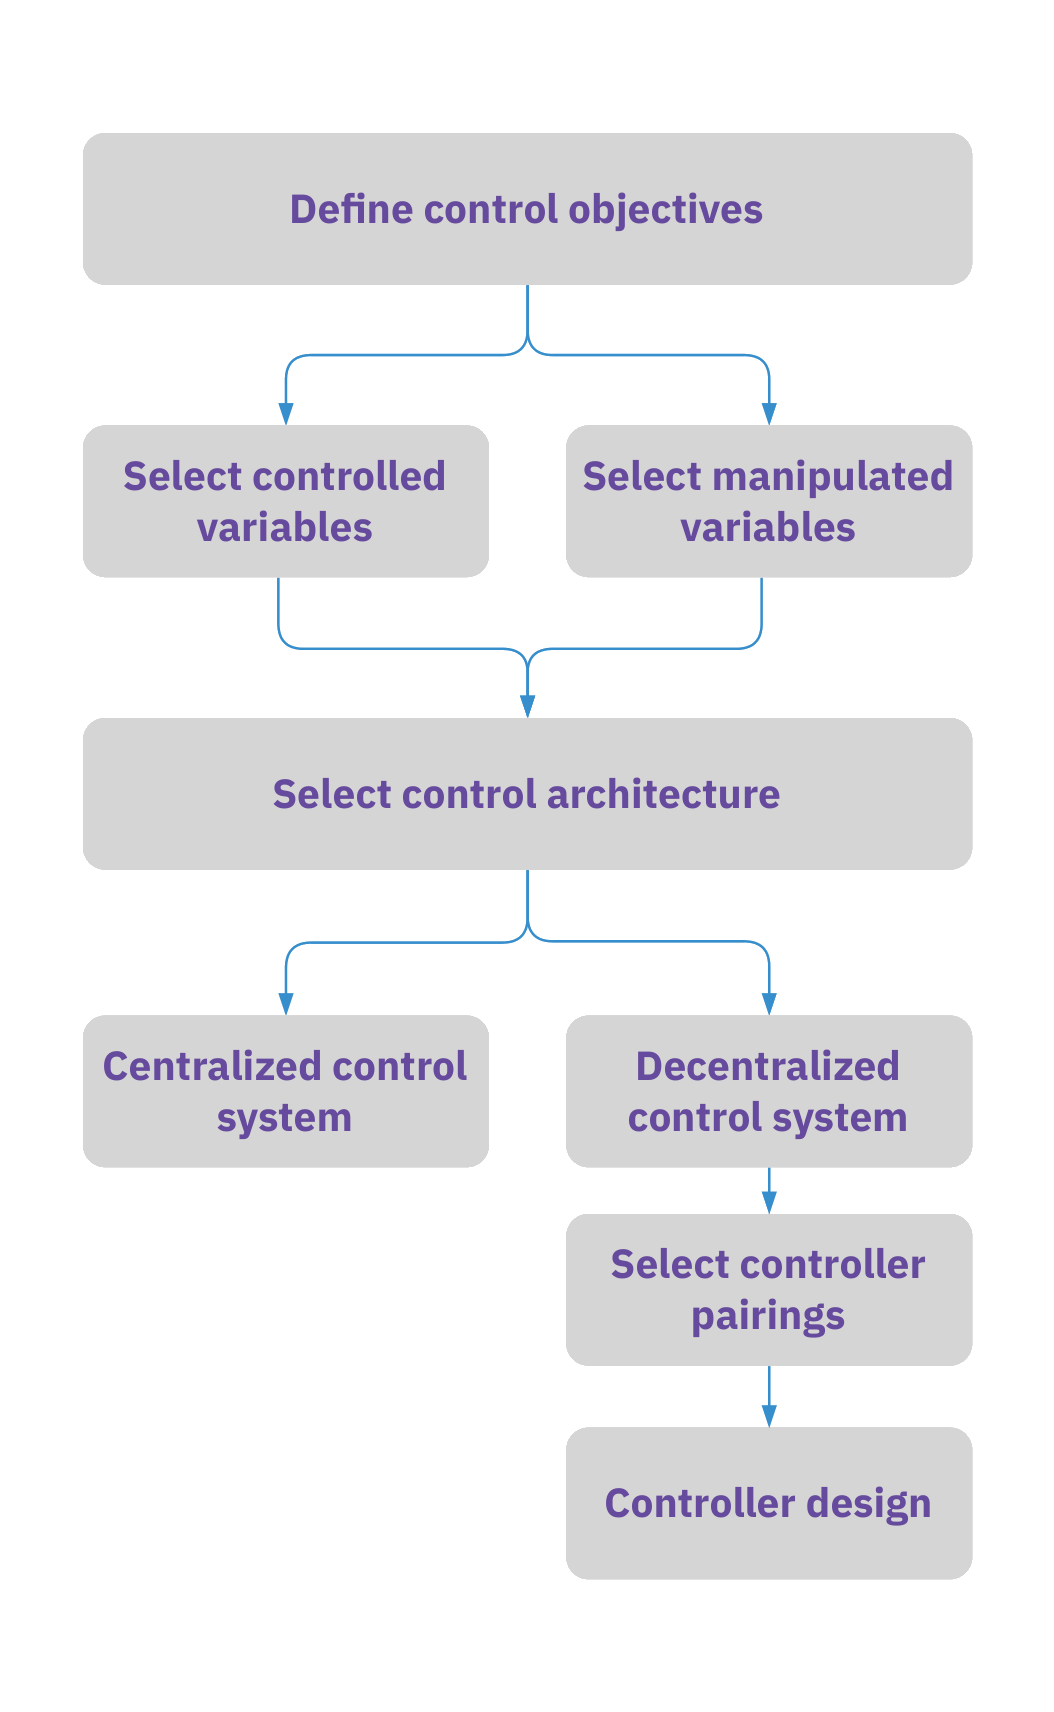 Define control objectives
Select controlled
variables
Select manipulated
variables
Select control architecture
Centralized control
system
Decentralized
control system
Select controller
pairings
Controller design